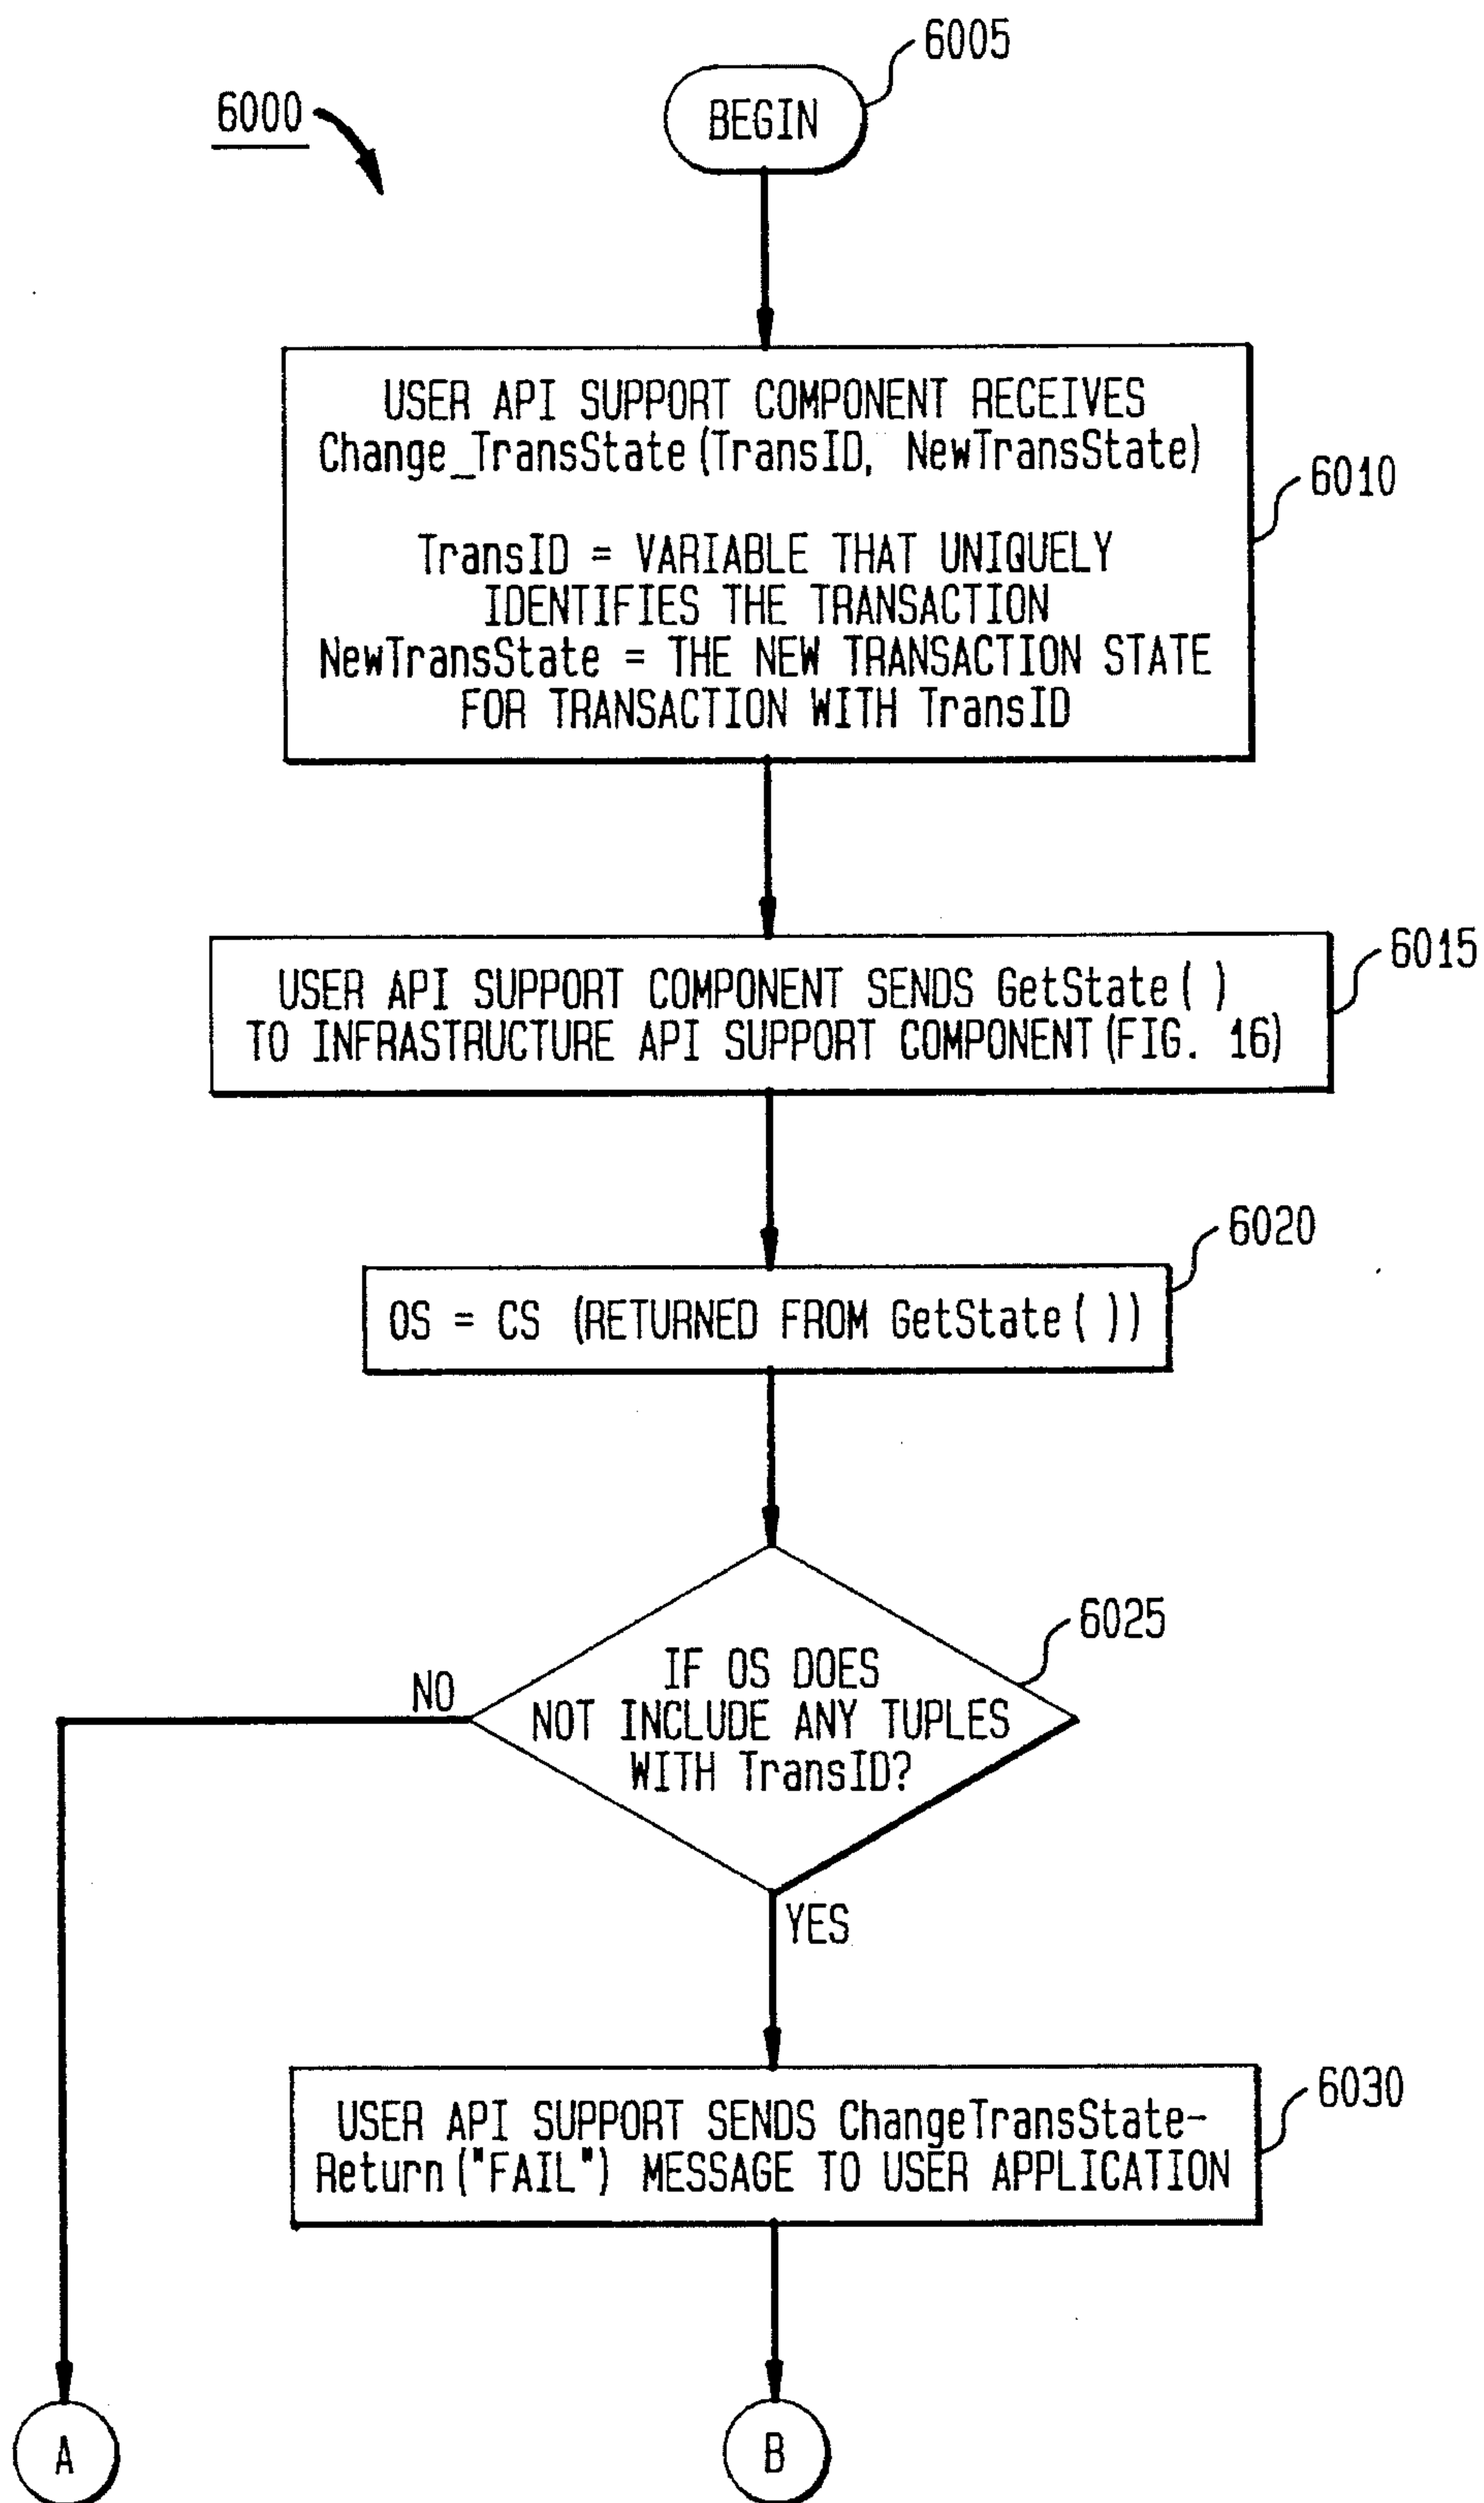 6005
6000
BEGIN
USER API SUPPORT COMPONENT RECEIVES
Change_TransState(TransID, NewTransState)
6010
TransID = VARIABLE THAT UNIQUELY
IDENTIFIES THE TRANSACTION
NewTransState = THE NEW TRANSACTION STATE
FOR TRANSACTION WITH TransID
6015
USER API SUPPORT COMPONENT SENDS GetState( )
TO INFRASTRUCTURE API SUPPORT COMPONENT(FIG. 16)
6020
OS = CS (RETURNED FROM GetState( ))
6025
IF OS DOES
NOT INCLUDE ANY TUPLES
WITH TransID?
NO
YES
6030
USER API SUPPORT SENDS ChangeTransState-
Return("FAIL") MESSAGE TO USER APPLICATION
A
B